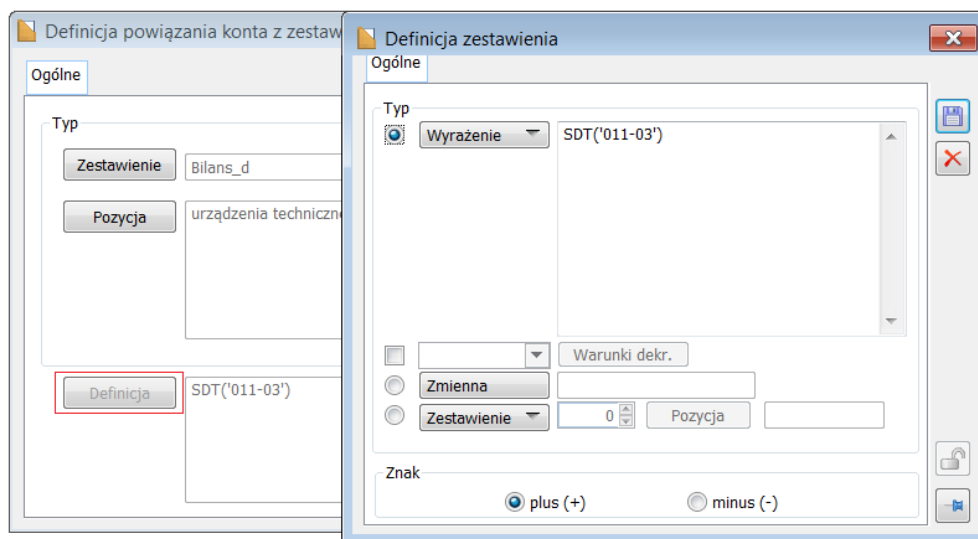 Definicja powiązania konta z zestaw
Ogólne
Typ
Zestawienie
Bilans_d
Pozycja
urządzenia techniczne
Definicja
SDT('011-03')
Definicja zestawienia
Ogólne
Typ
Wyrażenie
SDT('011-03')
Warunki dekr.
Zmienna
Zestawienie
0
Pozycja
Znak
plus (+)
minus (-)